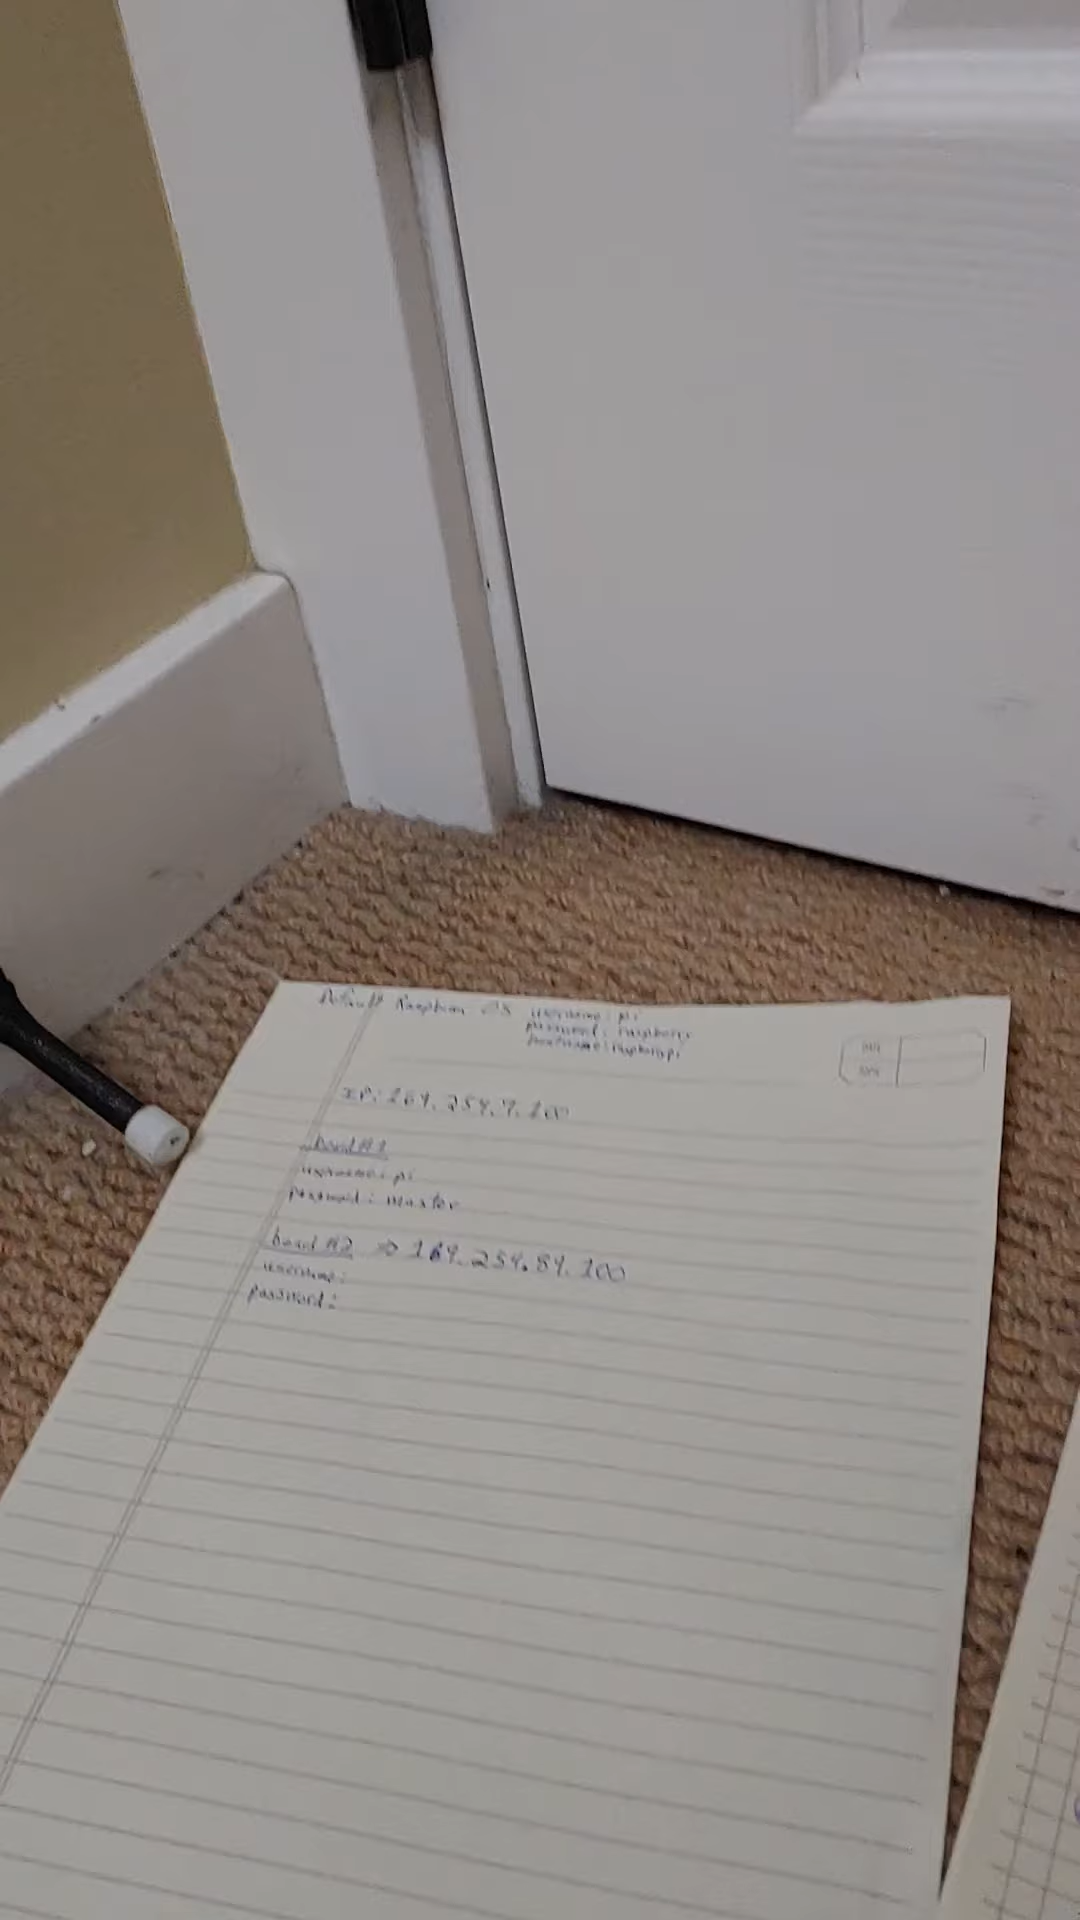 Default Raspbian OS username: pi
password: raspberry
hostname: raspberrypi
IP: 169.254.7.100
board #1
username: pi
password: master
board #2 => 169.254.84.100
username:
password: